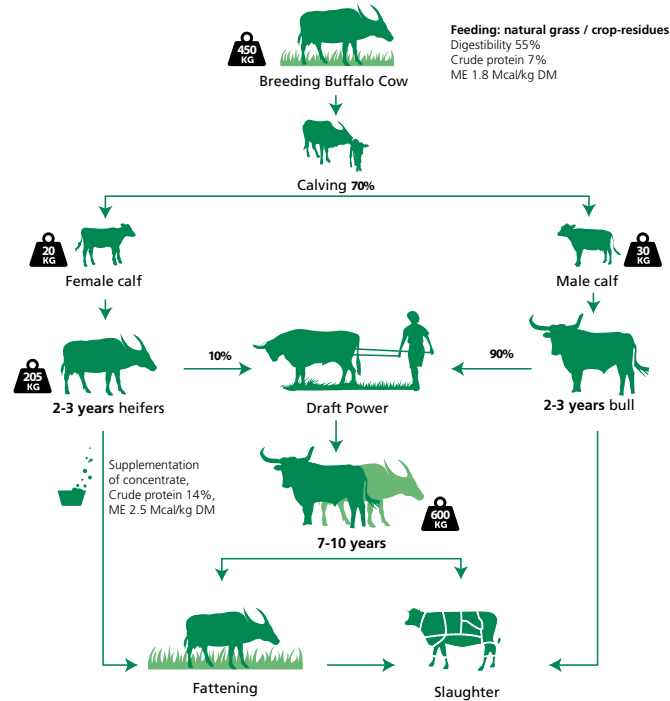 450
KG
Feeding: natural grass / crop-residues
Digestibility 55%
Crude protein 7%
ME 1.8 Mcal/kg DM
Breeding Buffalo Cow
Calving 70%
20
KG
Female calf
30
KG
Male calf
205
KG
10%
90%
2-3 years heifers
Draft Power
2-3 years bull
Supplementation
of concentrate,
Crude protein 14%,
ME 2.5 Mcal/kg DM
600
KG
7-10 years
Fattening
Slaughter